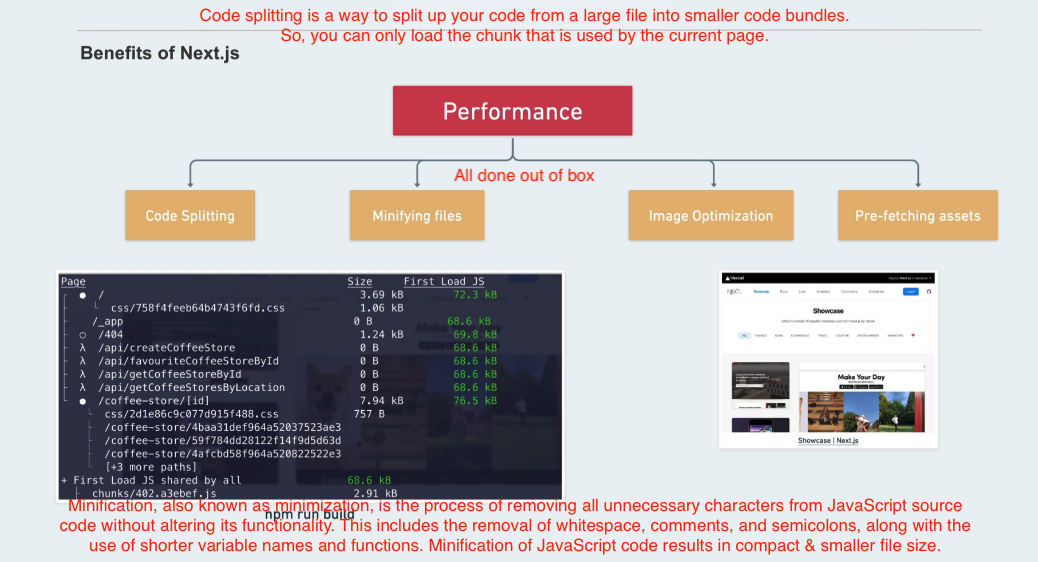 Code splitting is a way to split up your code from a large file into smaller code bundles.
So, you can only load the chunk that is used by the current page.
Benefits of Next.js
Performance
All done out of box
Code Splitting
Minifying files
Image Optimization
Pre-fetching assets
Page Size First Load JS
┌ ● / 3.69 kB 72.3 kB
├ └ css/758f4feeb64b4743f6fd.css 1.06 kB
├ /_app 0 B 68.6 kB
├ ○ /404 1.24 kB 69.8 kB
├ λ /api/createCoffeeStore 0 B 68.6 kB
├ λ /api/favouriteCoffeeStoreById 0 B 68.6 kB
├ λ /api/getCoffeeStoreById 0 B 68.6 kB
├ λ /api/getCoffeeStoresByLocation 0 B 68.6 kB
└ ● /coffee-store/[id] 7.94 kB 76.5 kB
└ css/2d1e86c9c077d915f488.css 757 B
├ /coffee-store/4baa31def964a52037523ae3
├ /coffee-store/59f784dd28122f14f9d5d63d
├ /coffee-store/4afcbd58f964a520822522e3
└ [+3 more paths]
+ First Load JS shared by all 68.6 kB
├ chunks/402.a3ebef.js 2.91 kB
Vercel
NEXT.
Showcase Docs Learn Analytics Commerce Enterprise
Showcase
Make Your Day
Showcase | Next.js
Minification, also known as minimization, is the process of removing all unnecessary characters from JavaScript source
npm run build
code without altering its functionality. This includes the removal of whitespace, comments, and semicolons, along with the
use of shorter variable names and functions. Minification of JavaScript code results in compact & smaller file size.